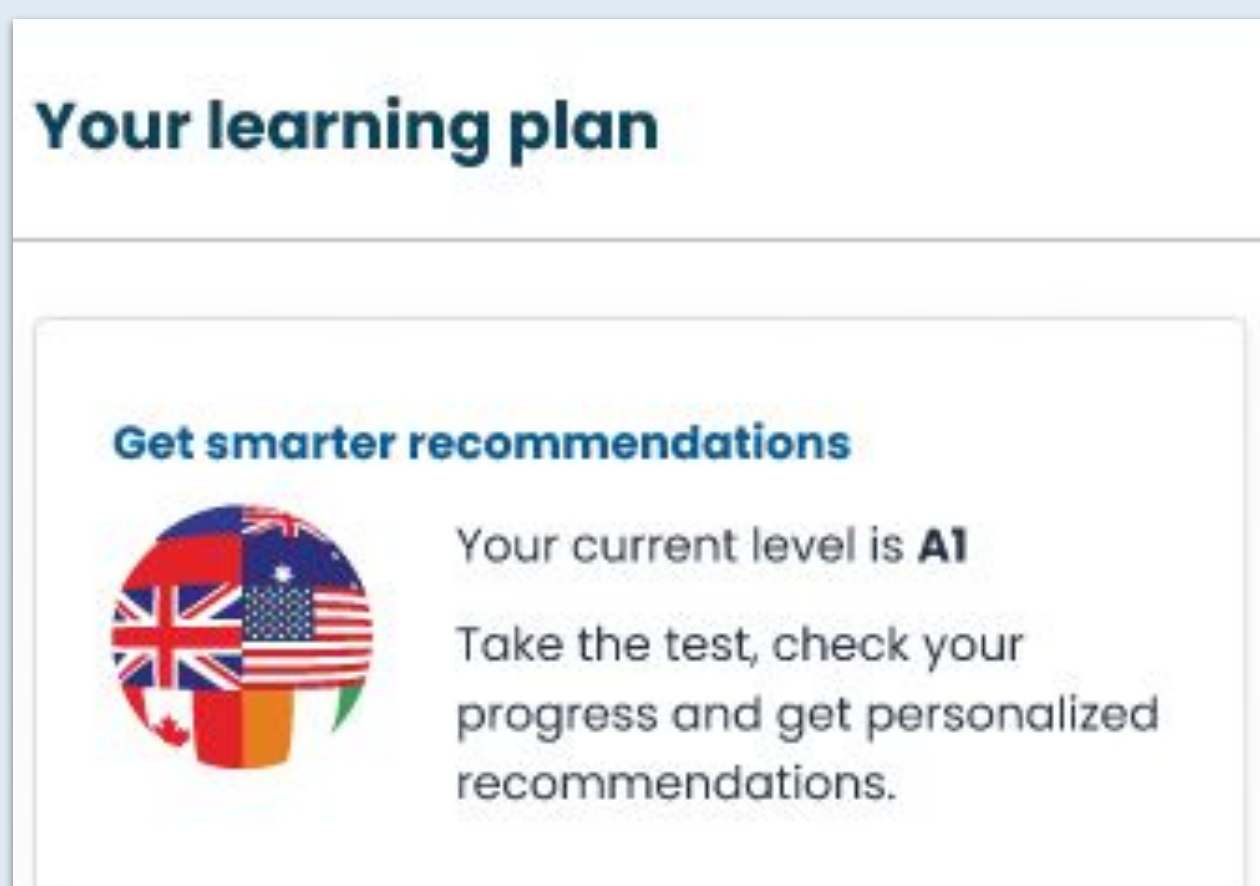 Your learning plan
Get smarter recommendations
Your current level is A1
Take the test, check your
progress and get personalized
recommendations.